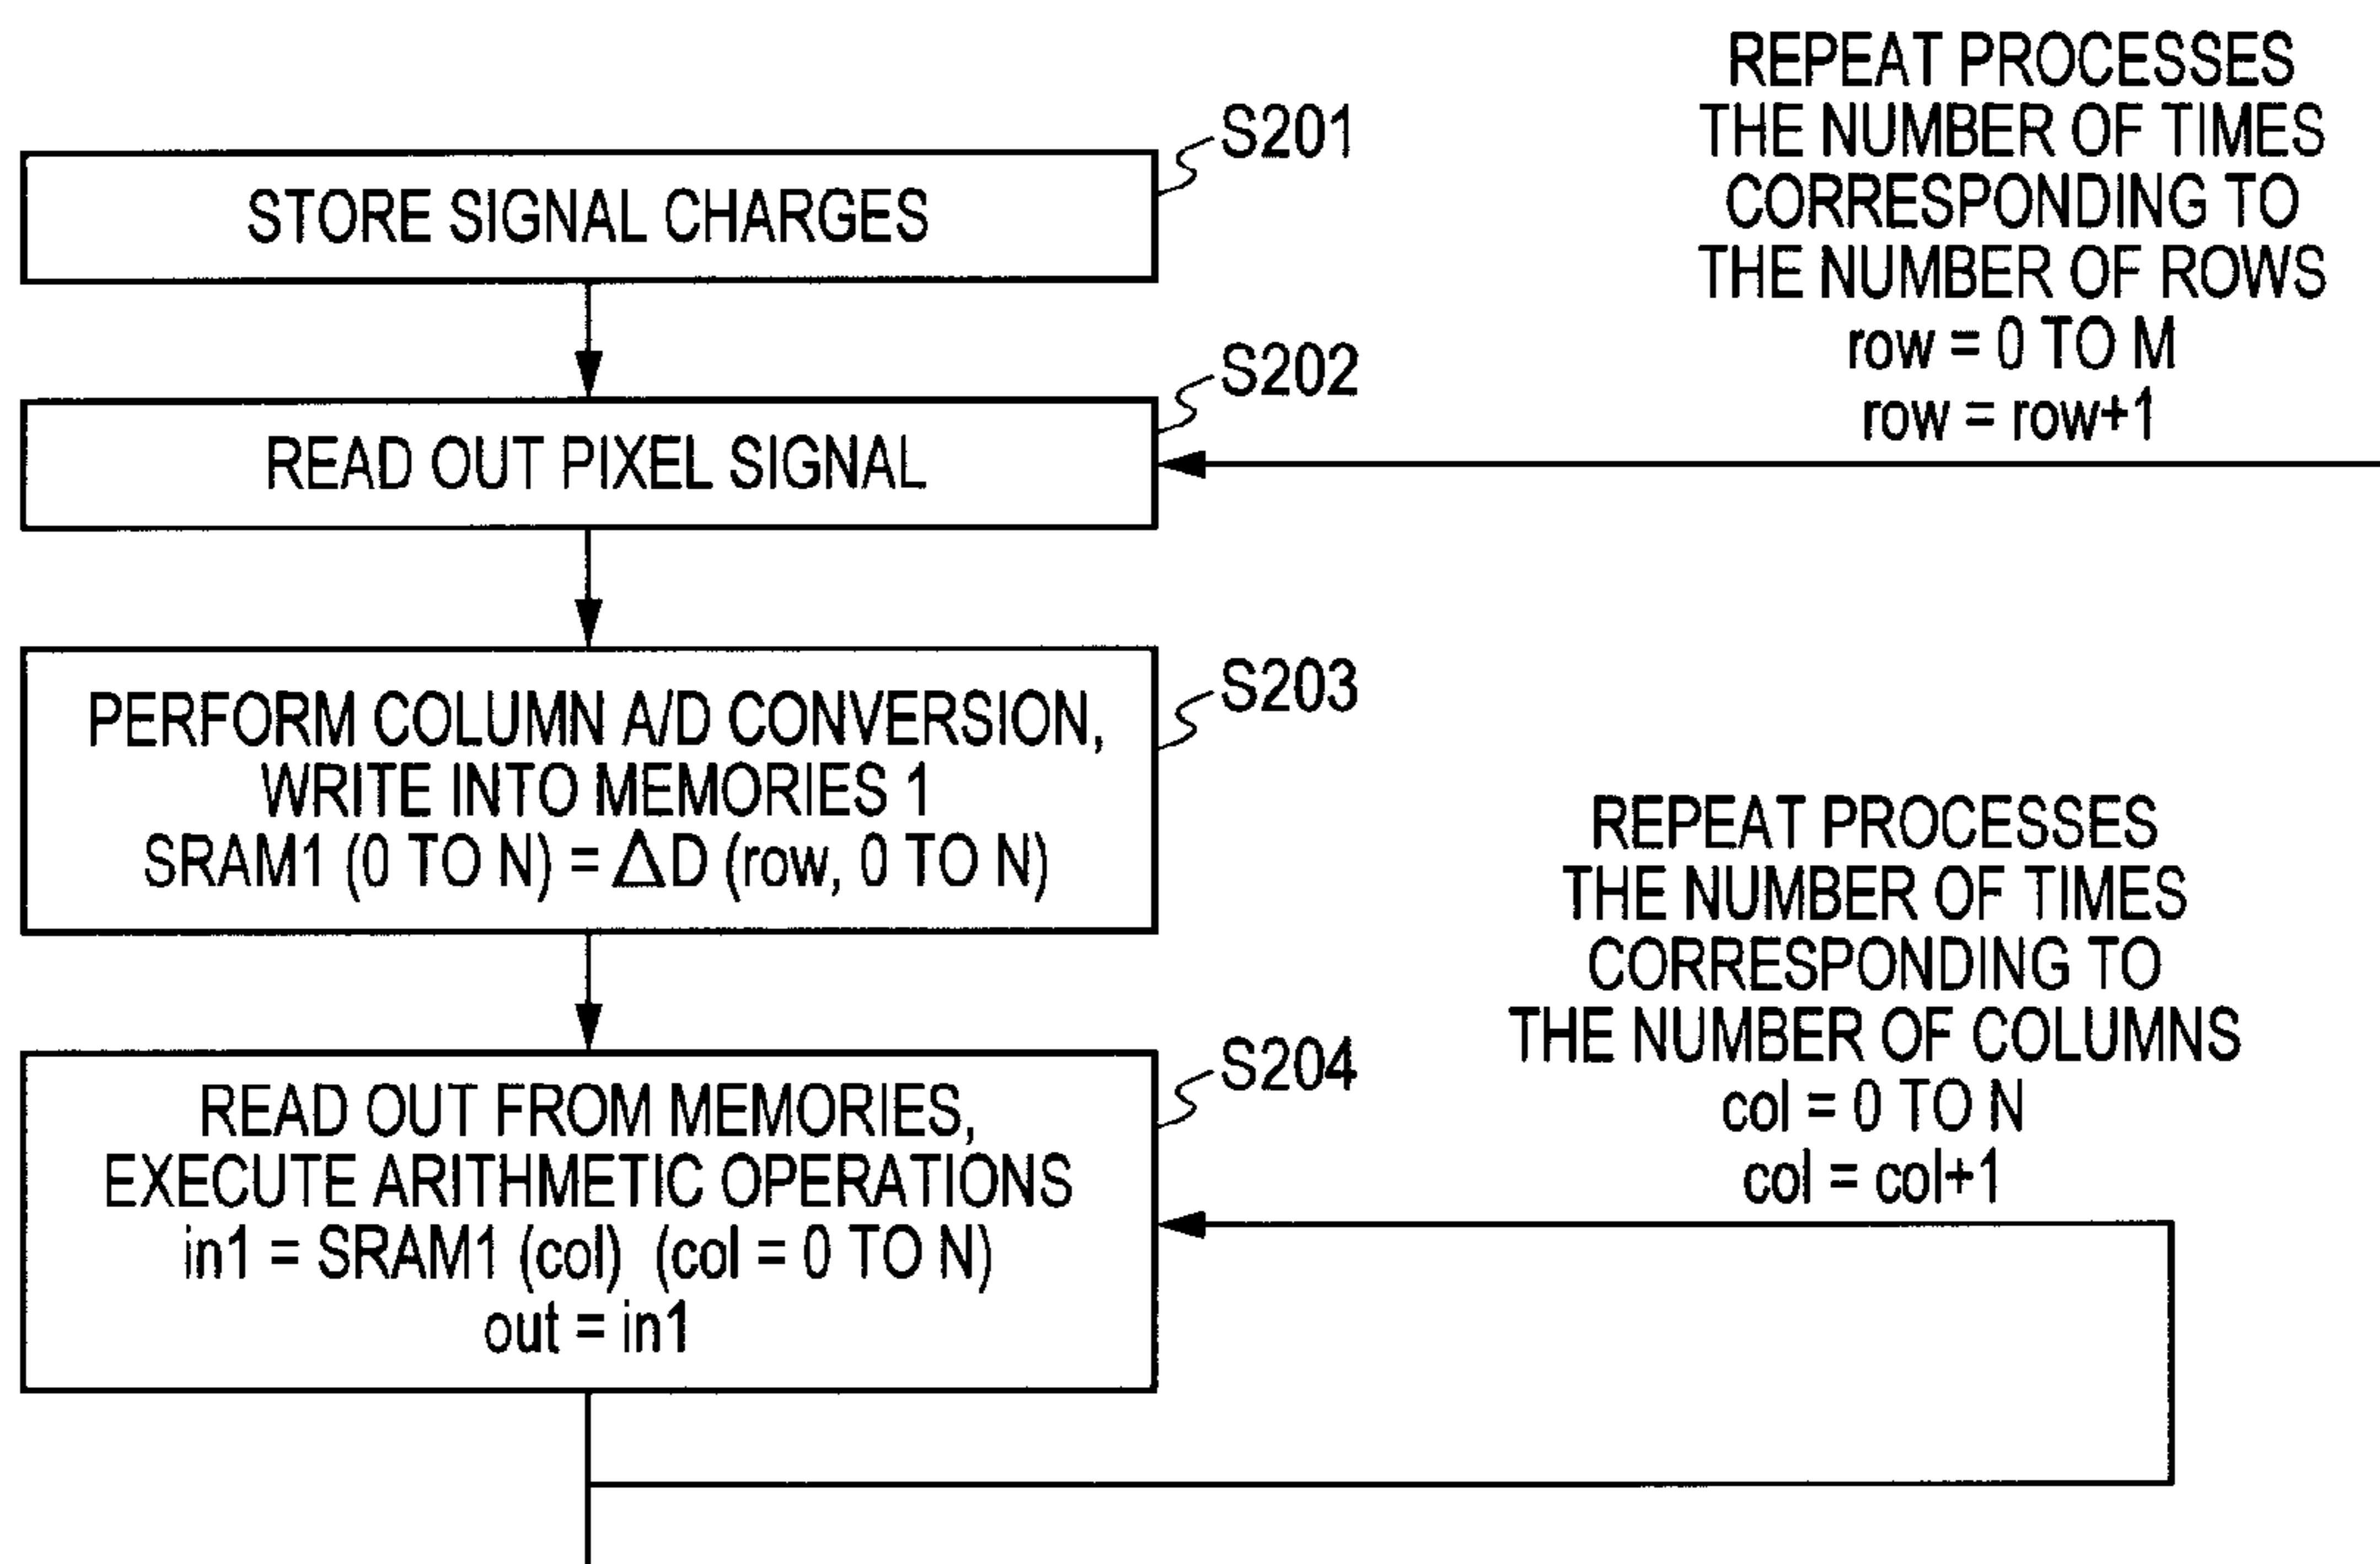 S201
STORE SIGNAL CHARGES
REPEAT PROCESSES
THE NUMBER OF TIMES
CORRESPONDING TO
THE NUMBER OF ROWS
row = 0 TO M
row = row+1
S202
READ OUT PIXEL SIGNAL
S203
PERFORM COLUMN A/D CONVERSION,
WRITE INTO MEMORIES 1
SRAM1 (0 TO N) = ΔD (row, 0 TO N)
S204
READ OUT FROM MEMORIES,
EXECUTE ARITHMETIC OPERATIONS
in1 = SRAM1 (col) (col = 0 TO N)
out = in1
REPEAT PROCESSES
THE NUMBER OF TIMES
CORRESPONDING TO
THE NUMBER OF COLUMNS
col = 0 TO N
col = col+1